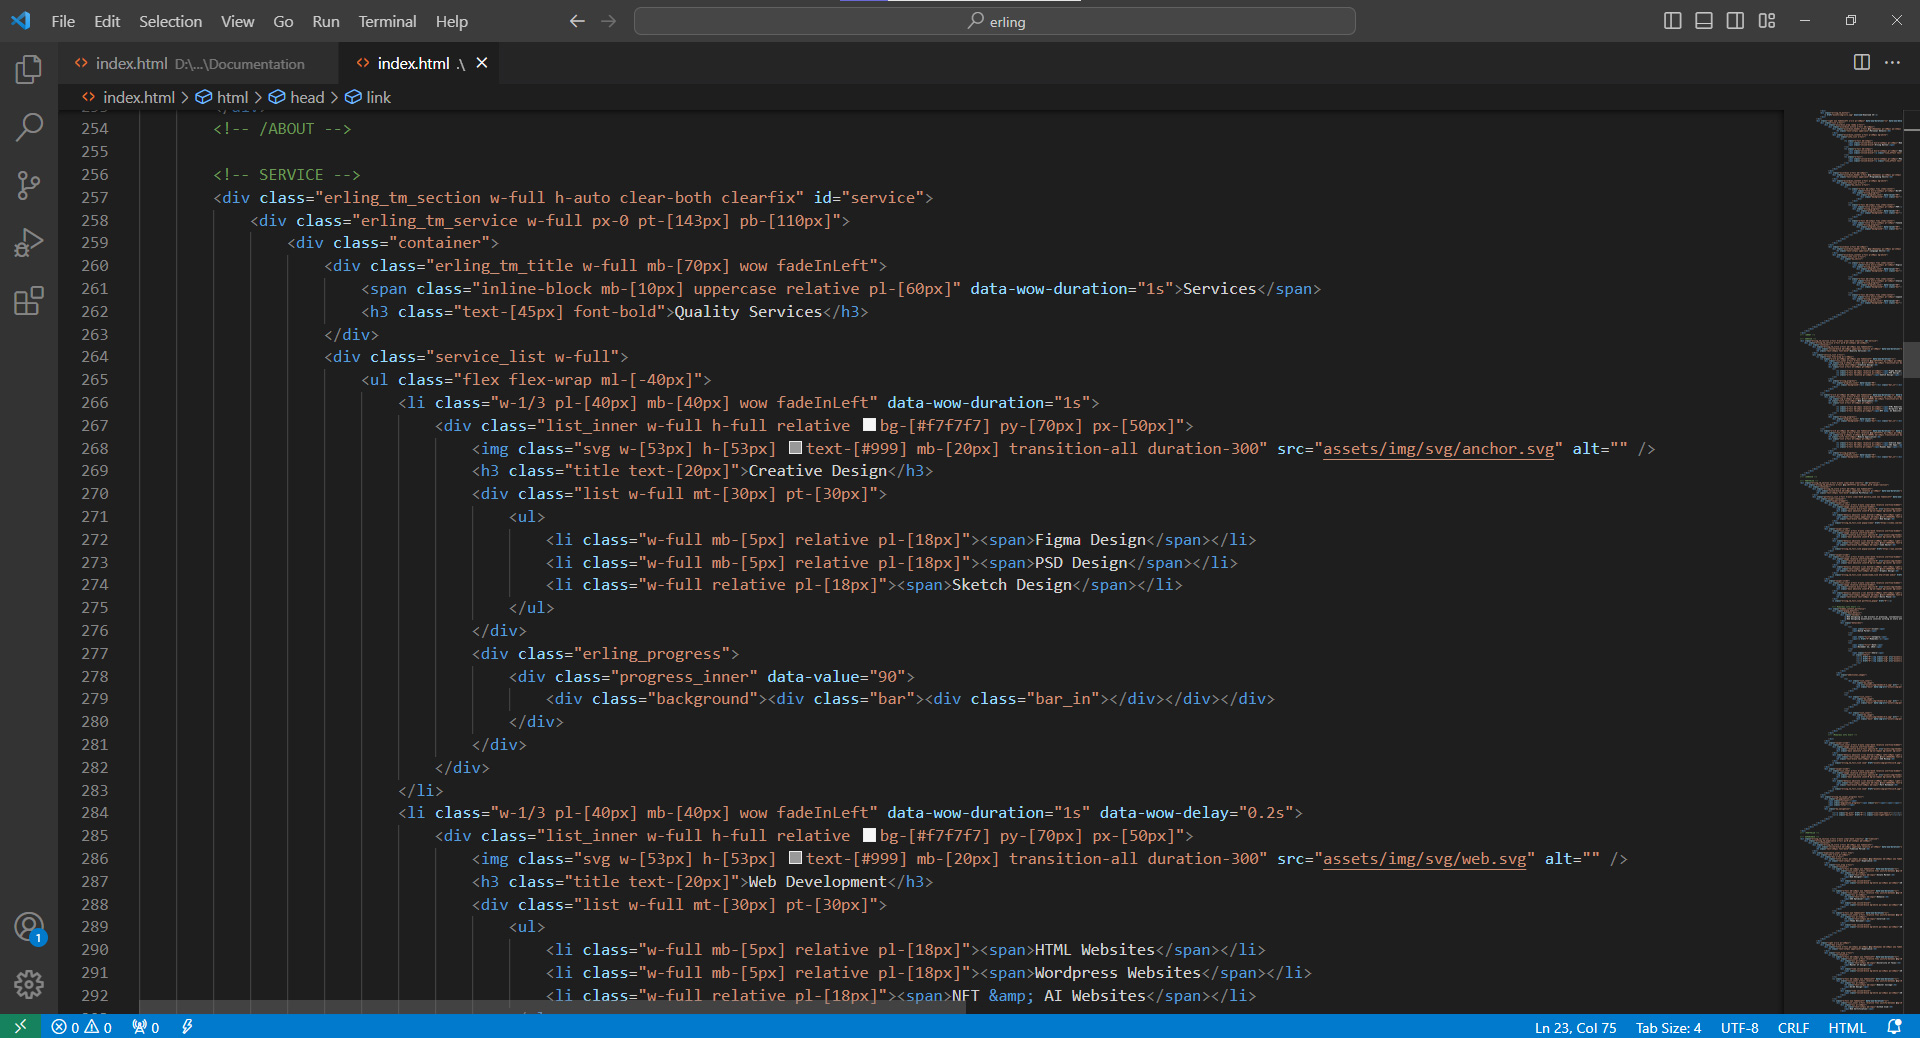 File Edit Selection View Go Run Terminal Help
erling
index.html D:\...\Documentation
index.html .\
index.html > html > head > link
254 <!-- /ABOUT -->
255
256 <!-- SERVICE -->
257 <div class="erling_tm_section w-full h-auto clear-both clearfix" id="service">
258 <div class="erling_tm_service w-full px-0 pt-[143px] pb-[110px]">
259 <div class="container">
260 <div class="erling_tm_title w-full mb-[70px] wow fadeInLeft">
261 <span class="inline-block mb-[10px] uppercase relative pl-[60px]" data-wow-duration="1s">Services</span>
262 <h3 class="text-[45px] font-bold">Quality Services</h3>
263 </div>
264 <div class="service_list w-full">
265 <ul class="flex flex-wrap ml-[-40px]">
266 <li class="w-1/3 pl-[40px] mb-[40px] wow fadeInLeft" data-wow-duration="1s">
267 <div class="list_inner w-full h-full relative bg-[#f7f7f7] py-[70px] px-[50px]">
268 <img class="svg w-[53px] h-[53px] text-[#999] mb-[20px] transition-all duration-300" src="assets/img/svg/anchor.svg" alt="" />
269 <h3 class="title text-[20px]">Creative Design</h3>
270 <div class="list w-full mt-[30px] pt-[30px]">
271 <ul>
272 <li class="w-full mb-[5px] relative pl-[18px]"><span>Figma Design</span></li>
273 <li class="w-full mb-[5px] relative pl-[18px]"><span>PSD Design</span></li>
274 <li class="w-full relative pl-[18px]"><span>Sketch Design</span></li>
275 </ul>
276 </div>
277 <div class="erling_progress">
278 <div class="progress_inner" data-value="90">
279 <div class="background"><div class="bar"><div class="bar_in"></div></div></div>
280 </div>
281 </div>
282 </div>
283 </li>
284 <li class="w-1/3 pl-[40px] mb-[40px] wow fadeInLeft" data-wow-duration="1s" data-wow-delay="0.2s">
285 <div class="list_inner w-full h-full relative bg-[#f7f7f7] py-[70px] px-[50px]">
286 <img class="svg w-[53px] h-[53px] text-[#999] mb-[20px] transition-all duration-300" src="assets/img/svg/web.svg" alt="" />
287 <h3 class="title text-[20px]">Web Development</h3>
288 <div class="list w-full mt-[30px] pt-[30px]">
289 <ul>
290 <li class="w-full mb-[5px] relative pl-[18px]"><span>HTML Websites</span></li>
291 <li class="w-full mb-[5px] relative pl-[18px]"><span>Wordpress Websites</span></li>
292 <li class="w-full relative pl-[18px]"><span>NFT &amp; AI Websites</span></li>
1
0 0 0 Ln 23, Col 75 Tab Size: 4 UTF-8 CRLF HTML